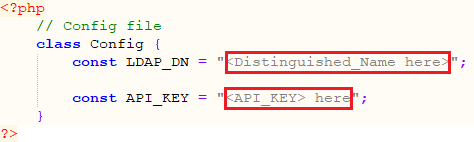 <?php
// Config file
class Config {
const LDAP_DN = "<Distinguished_Name here>";
const API_KEY = "<API_KEY> here";
}
?>